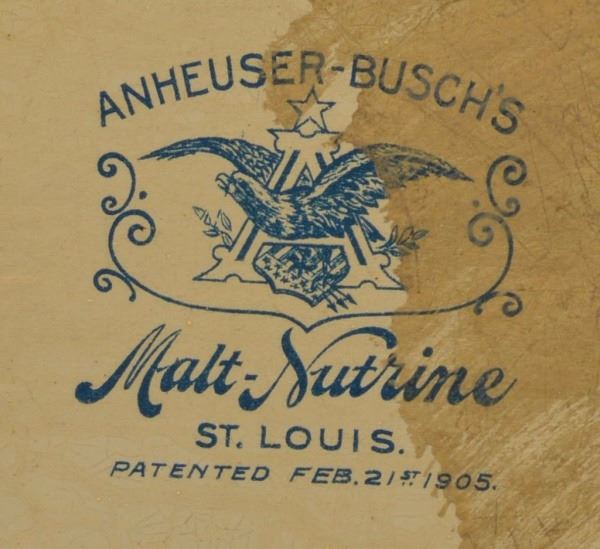 ANHEUSER-BUSCH'S
A
Malt-Nutrine
ST. LOUIS.
PATENTED FEB. 21ST 1905.